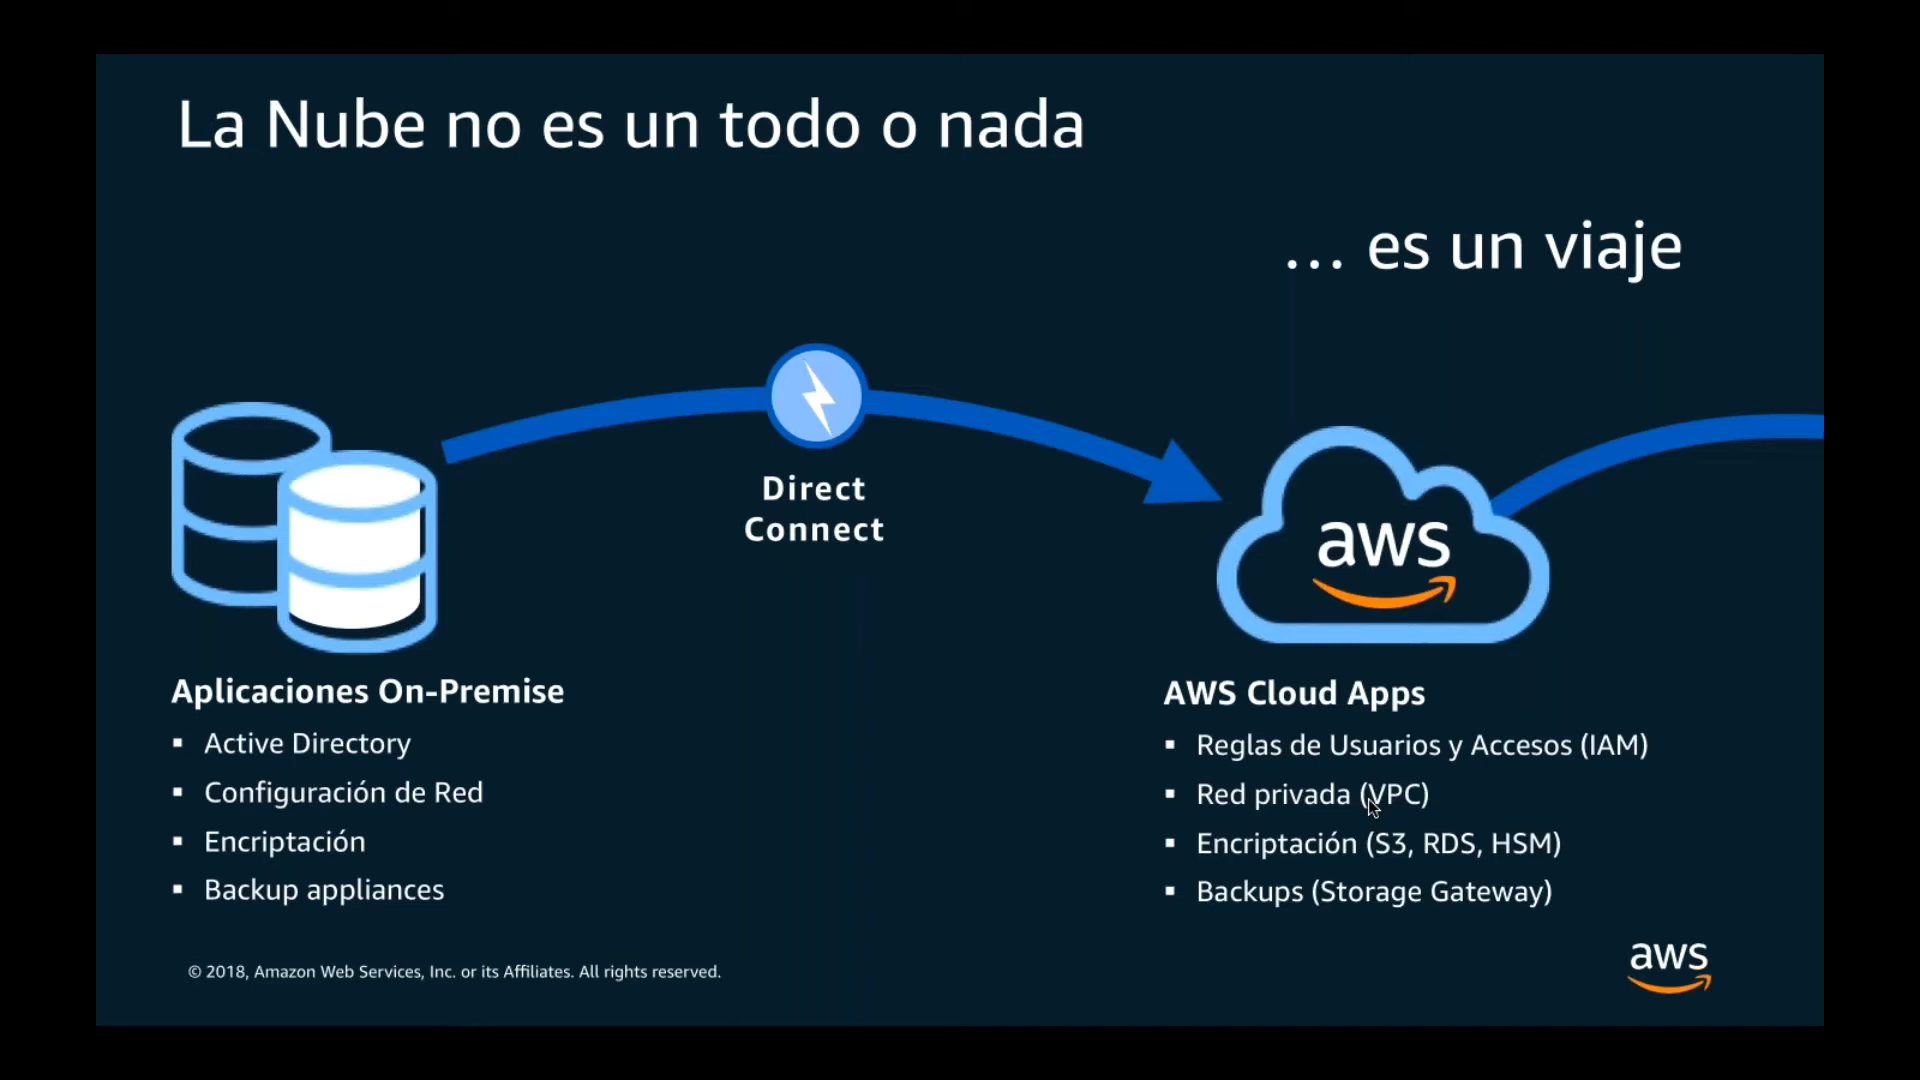 La Nube no es un todo o nada
... es un viaje
Direct
Connect
aws
Aplicaciones On-Premise
▪ Active Directory
▪ Configuración de Red
▪ Encriptación
▪ Backup appliances
AWS Cloud Apps
▪ Reglas de Usuarios y Accesos (IAM)
▪ Red privada (VPC)
▪ Encriptación (S3, RDS, HSM)
▪ Backups (Storage Gateway)
© 2018, Amazon Web Services, Inc. or its Affiliates. All rights reserved.
aws